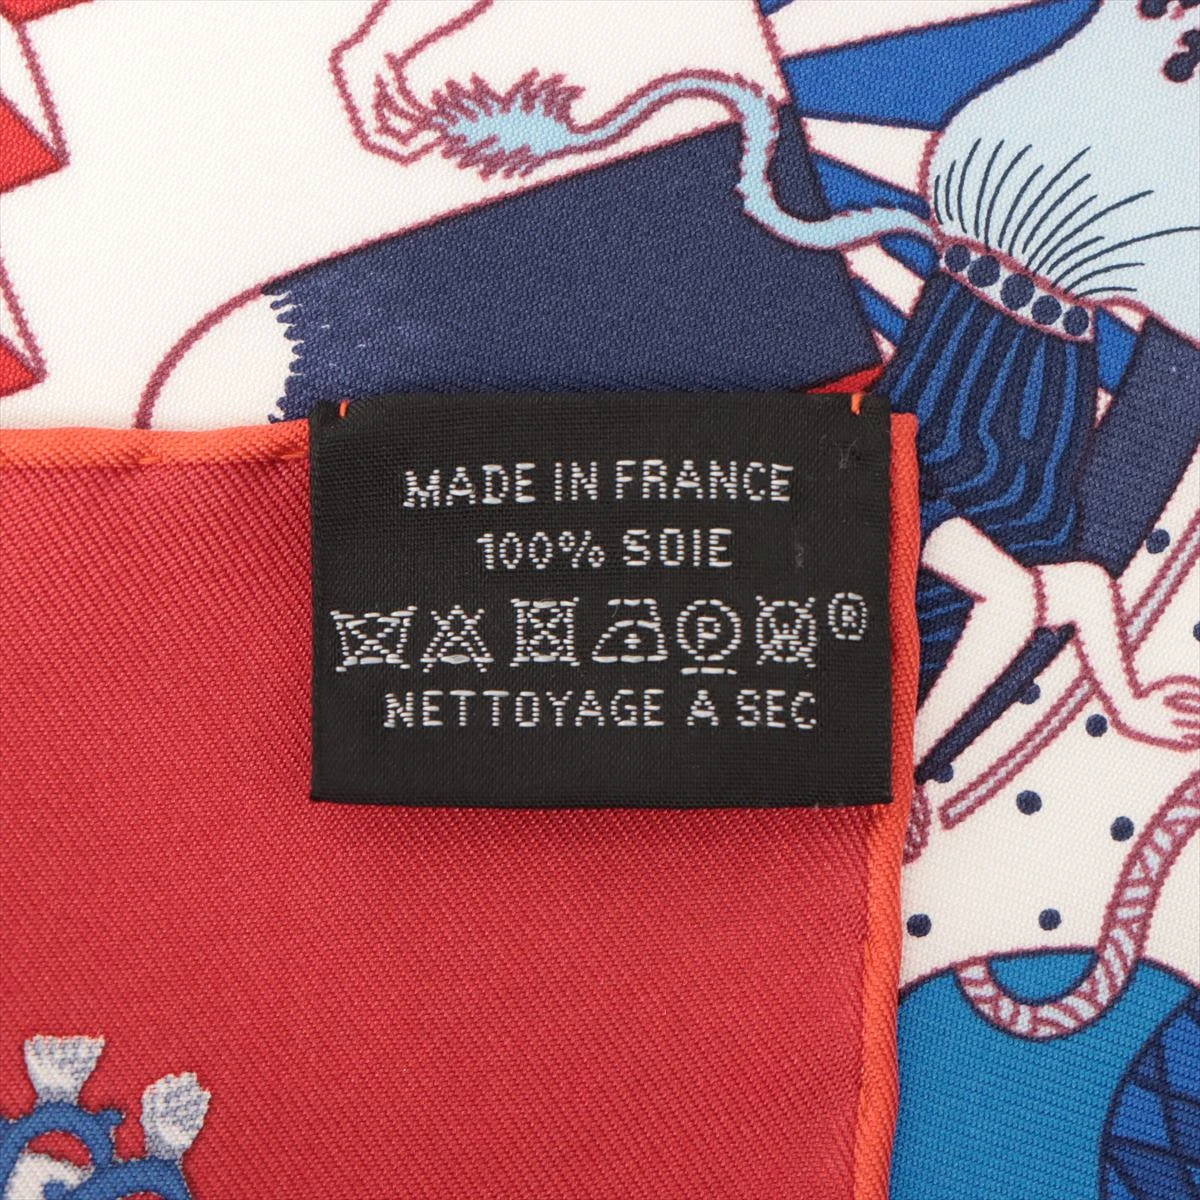 MADE IN FRANCE
100% SOIE
P W ®
NETTOYAGE A SEC